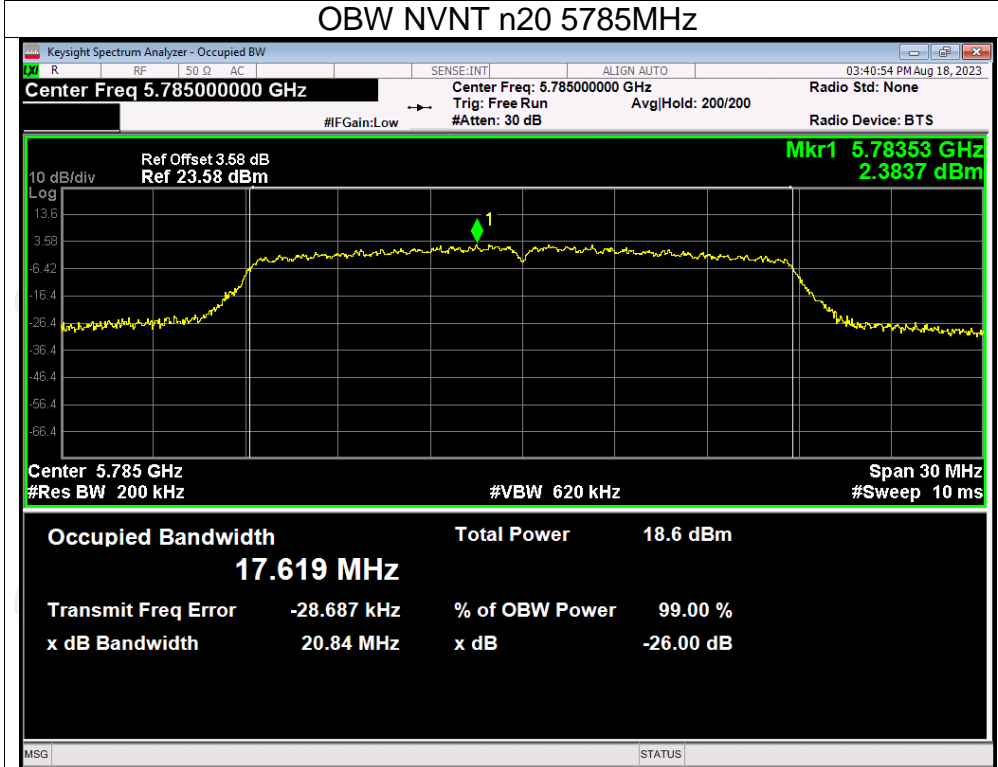 OBW NVNT n20 5785MHz
Keysight Spectrum Analyzer - Occupied BW
LXI R RF 50 Ω AC SENSE:INT ALIGN AUTO 03:40:54 PM Aug 18, 2023
Center Freq 5.785000000 GHz Center Freq: 5.785000000 GHz Radio Std: None
Trig: Free Run Avg|Hold: 200/200
#IFGain:Low #Atten: 30 dB Radio Device: BTS
Mkr1 5.78353 GHz
Ref Offset 3.58 dB
10 dB/div Ref 23.58 dBm 2.3837 dBm
Log
13.6
1
3.58
-6.42
-16.4
-26.4
-36.4
-46.4
-56.4
-66.4
Center 5.785 GHz Span 30 MHz
#Res BW 200 kHz #VBW 620 kHz #Sweep 10 ms
Occupied Bandwidth Total Power 18.6 dBm
17.619 MHz
Transmit Freq Error -28.687 kHz % of OBW Power 99.00 %
x dB Bandwidth 20.84 MHz x dB -26.00 dB
MSG STATUS